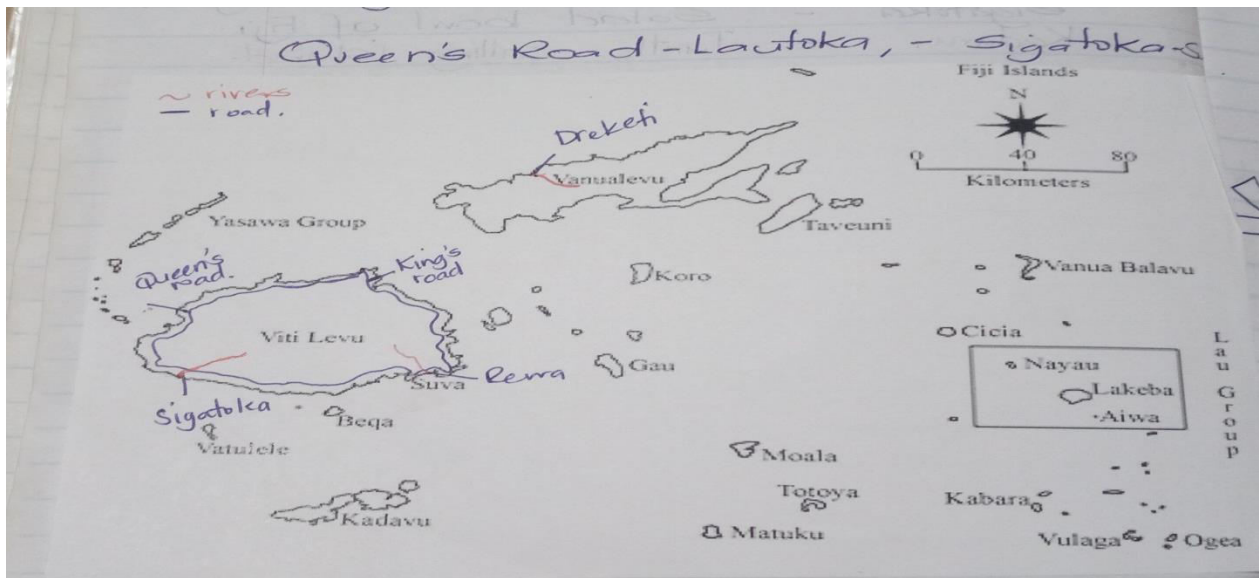 Queen's Road - Lautoka, - Sigatoka -
~ rivers
— road.
Fiji Islands
N
0 40 80
Kilometers
Dreketi
Vanualevu
Taveuni
Yasawa Group
Queen's
road.
King's
road
Koro
Vanua Balavu
Viti Levu
Cicia
Gau
Nayau
Lakeba
Aiwa
Lau Group
Suva
Rewa
Sigatoka
Beqa
Vatulele
Moala
Totoya
Kabara
Kadavu
Matuku
Vulaga
Ogea